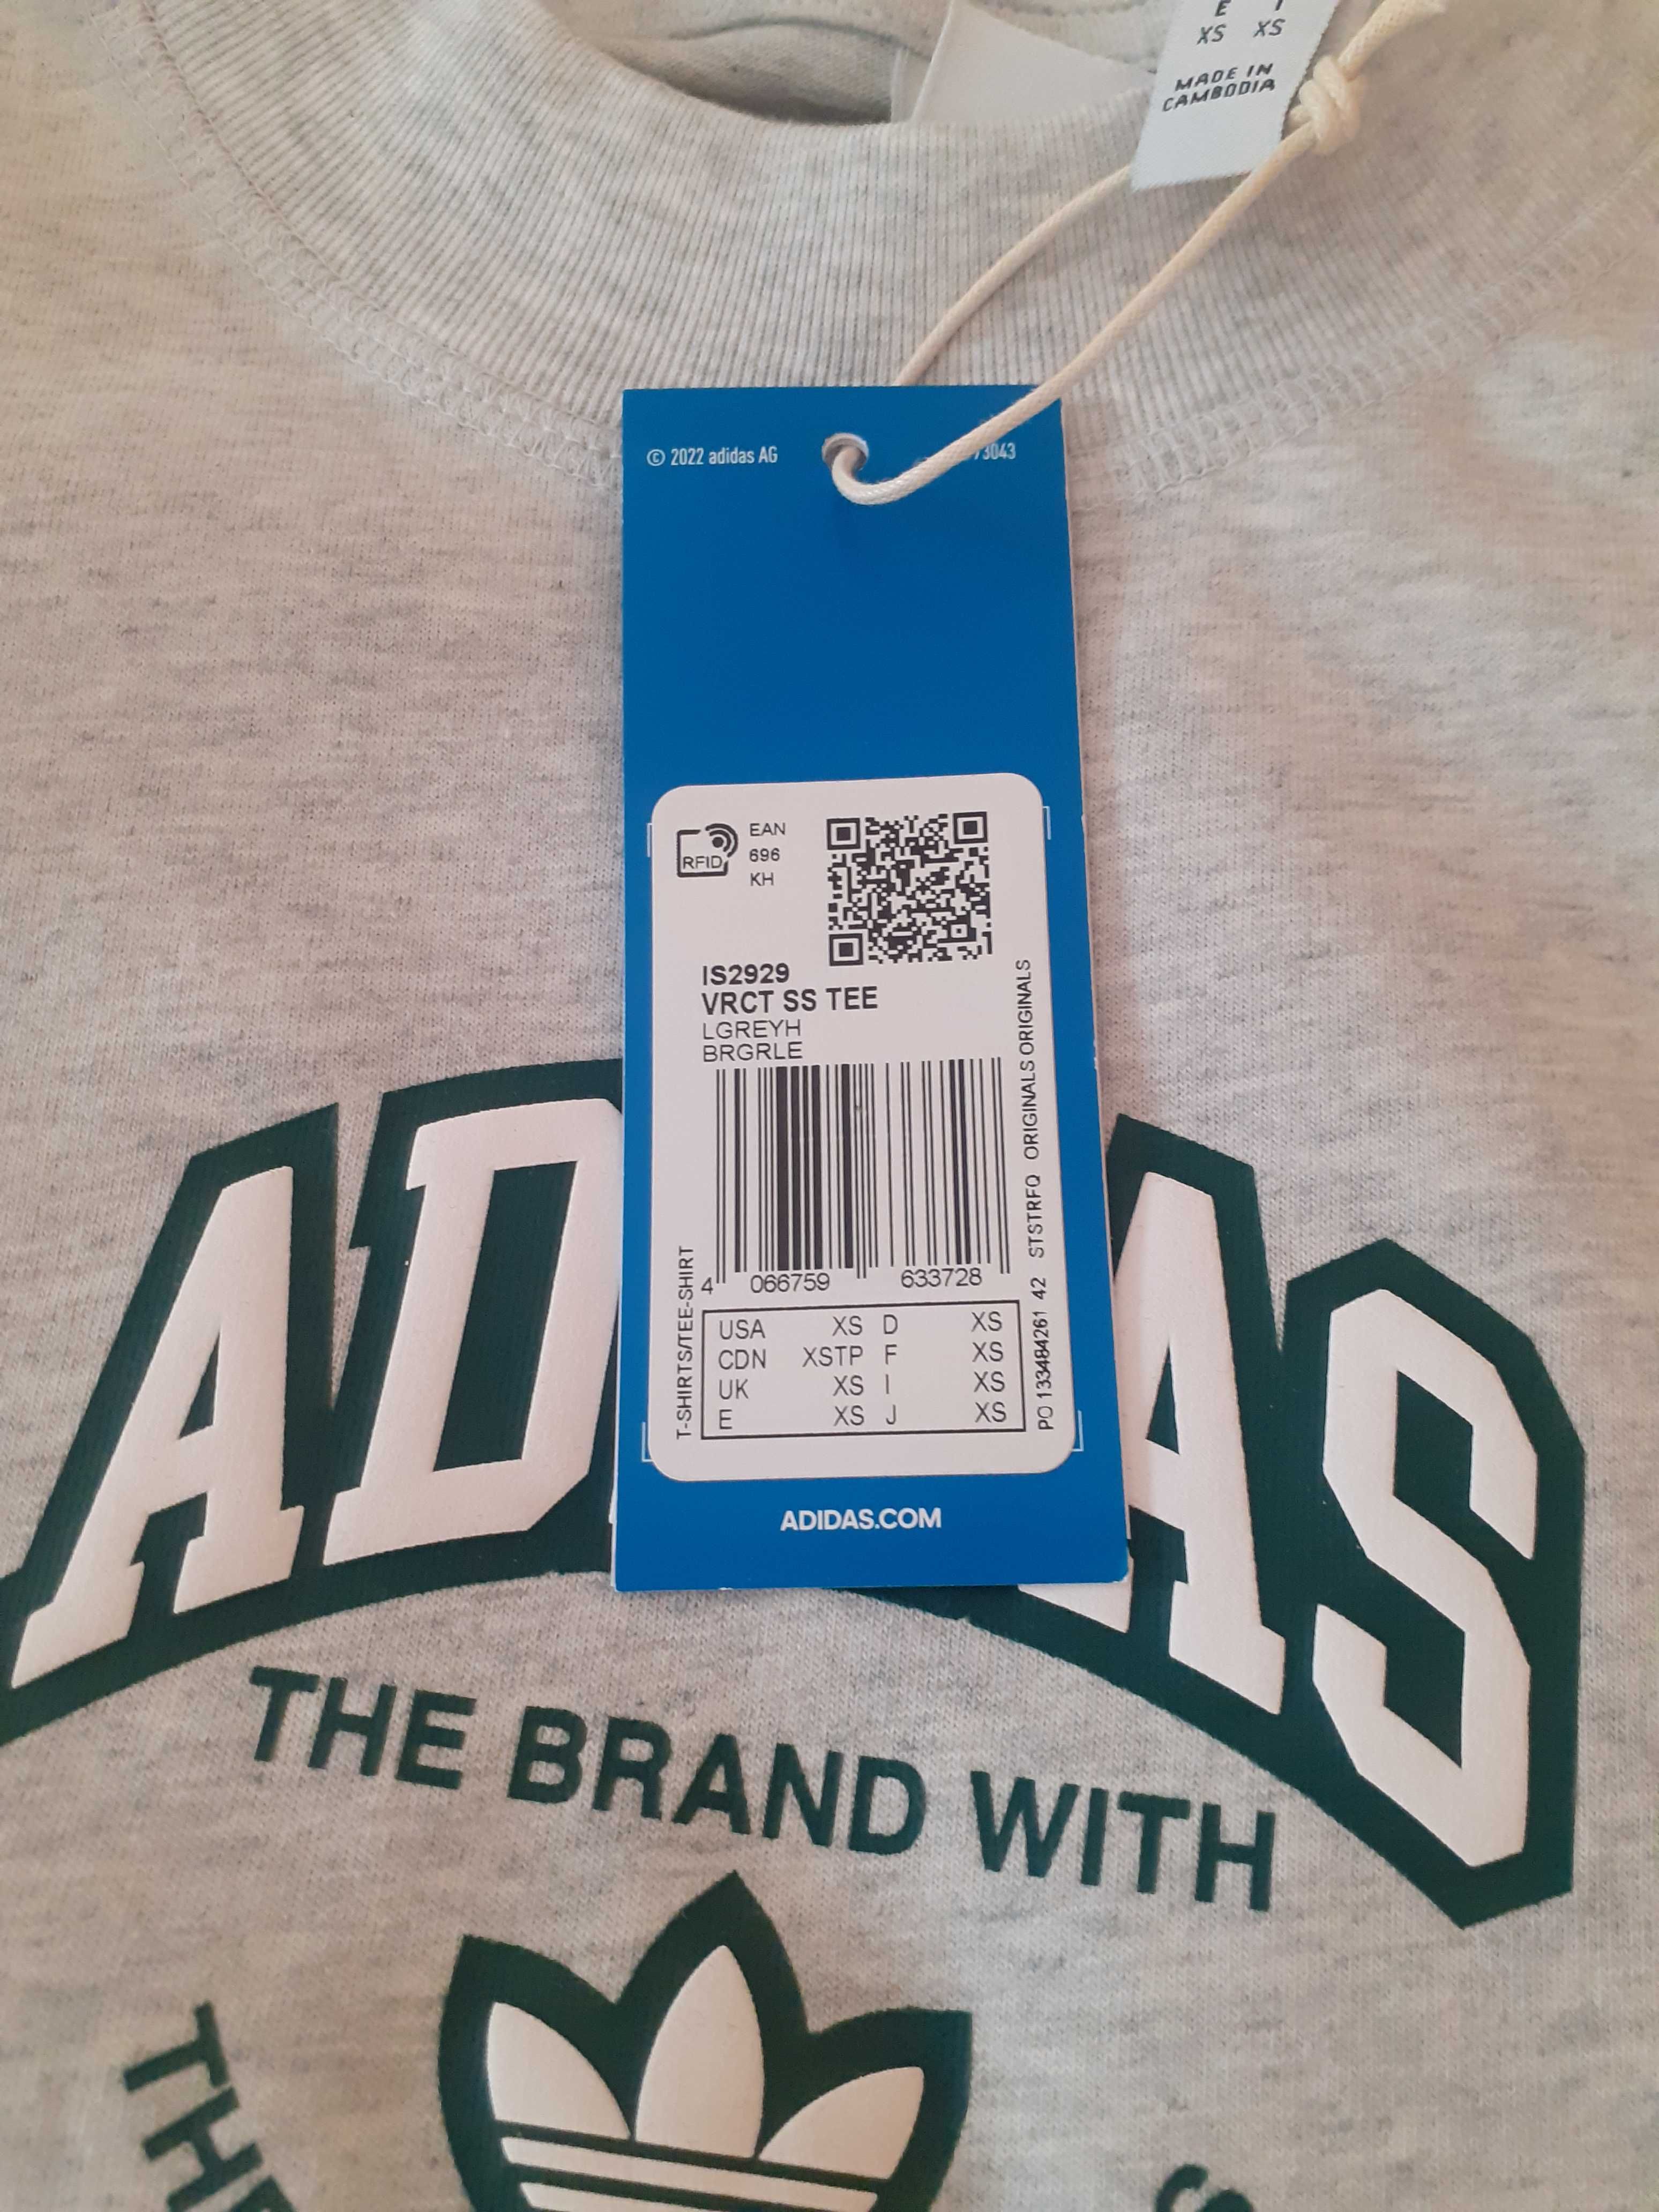 E I
XS XS
MADE IN
CAMBODIA
© 2022 adidas AG
RFID
EAN
696
KH
IS2929
VRCT SS TEE
LGREYH
BRGRLE
4 066759 633728
USA XS D XS
CDN XSTP F XS
UK XS I XS
E XS J XS
T-SHIRTS/TEE-SHIRT
PO 133484261 42 STSTRFQ ORIGINALS ORIGINALS
ADIDAS.COM
AD AS
THE BRAND WITH
THE